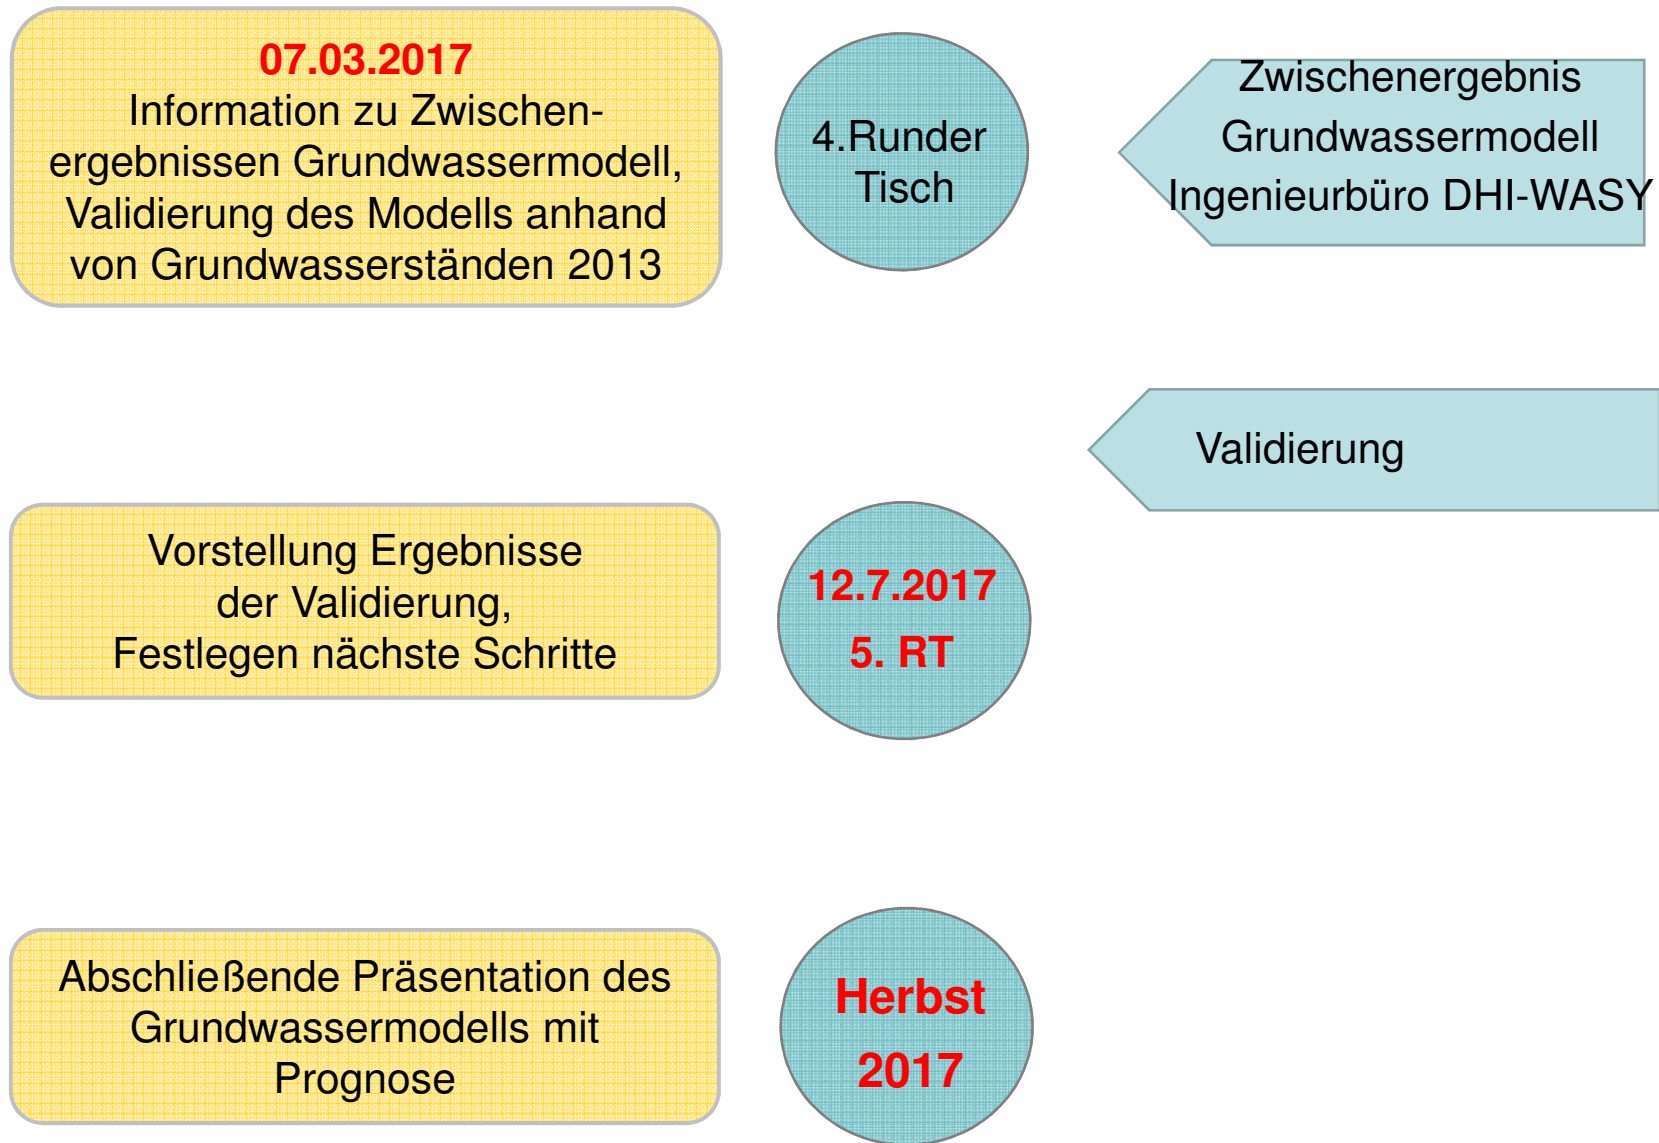 07.03.2017
Information zu Zwischen-
ergebnissen Grundwassermodell,
Validierung des Modells anhand
von Grundwasserständen 2013
4.Runder
Tisch
Zwischenergebnis
Grundwassermodell
Ingenieurbüro DHI-WASY
Validierung
Vorstellung Ergebnisse
der Validierung,
Festlegen nächste Schritte
12.7.2017
5. RT
Abschließende Präsentation des
Grundwassermodells mit
Prognose
Herbst
2017